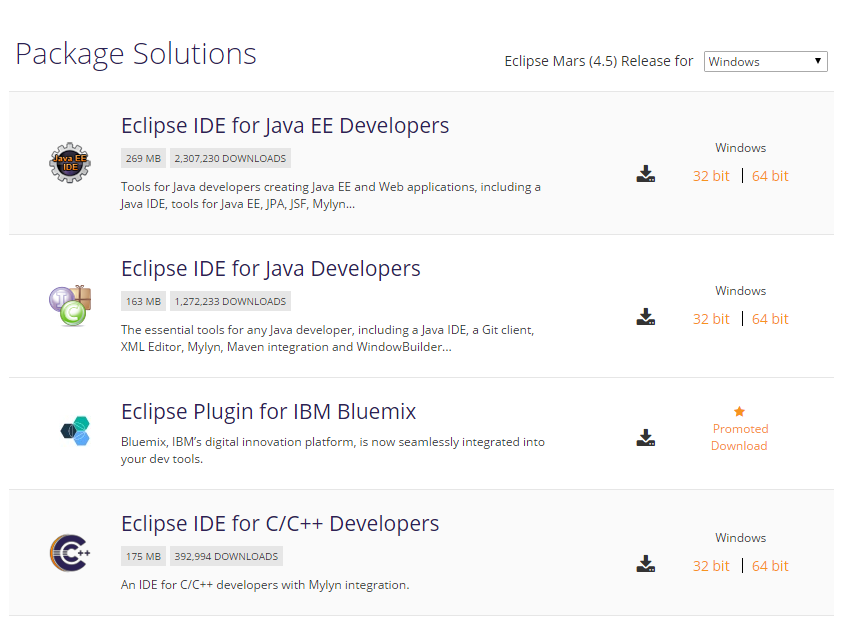 Package Solutions
Eclipse Mars (4.5) Release for
Windows
Eclipse IDE for Java EE Developers
269 MB
2,307,230 DOWNLOADS
Tools for Java developers creating Java EE and Web applications, including a
Java IDE, tools for Java EE, JPA, JSF, Mylyn...
Java EE
IDE
Windows
32 bit | 64 bit
Eclipse IDE for Java Developers
163 MB
1,272,233 DOWNLOADS
The essential tools for any Java developer, including a Java IDE, a Git client,
XML Editor, Mylyn, Maven integration and WindowBuilder...
J
C
Windows
32 bit | 64 bit
Eclipse Plugin for IBM Bluemix
Bluemix, IBM's digital innovation platform, is now seamlessly integrated into
your dev tools.
Promoted
Download
Eclipse IDE for C/C++ Developers
175 MB
392,994 DOWNLOADS
An IDE for C/C++ developers with Mylyn integration.
C++
Windows
32 bit | 64 bit